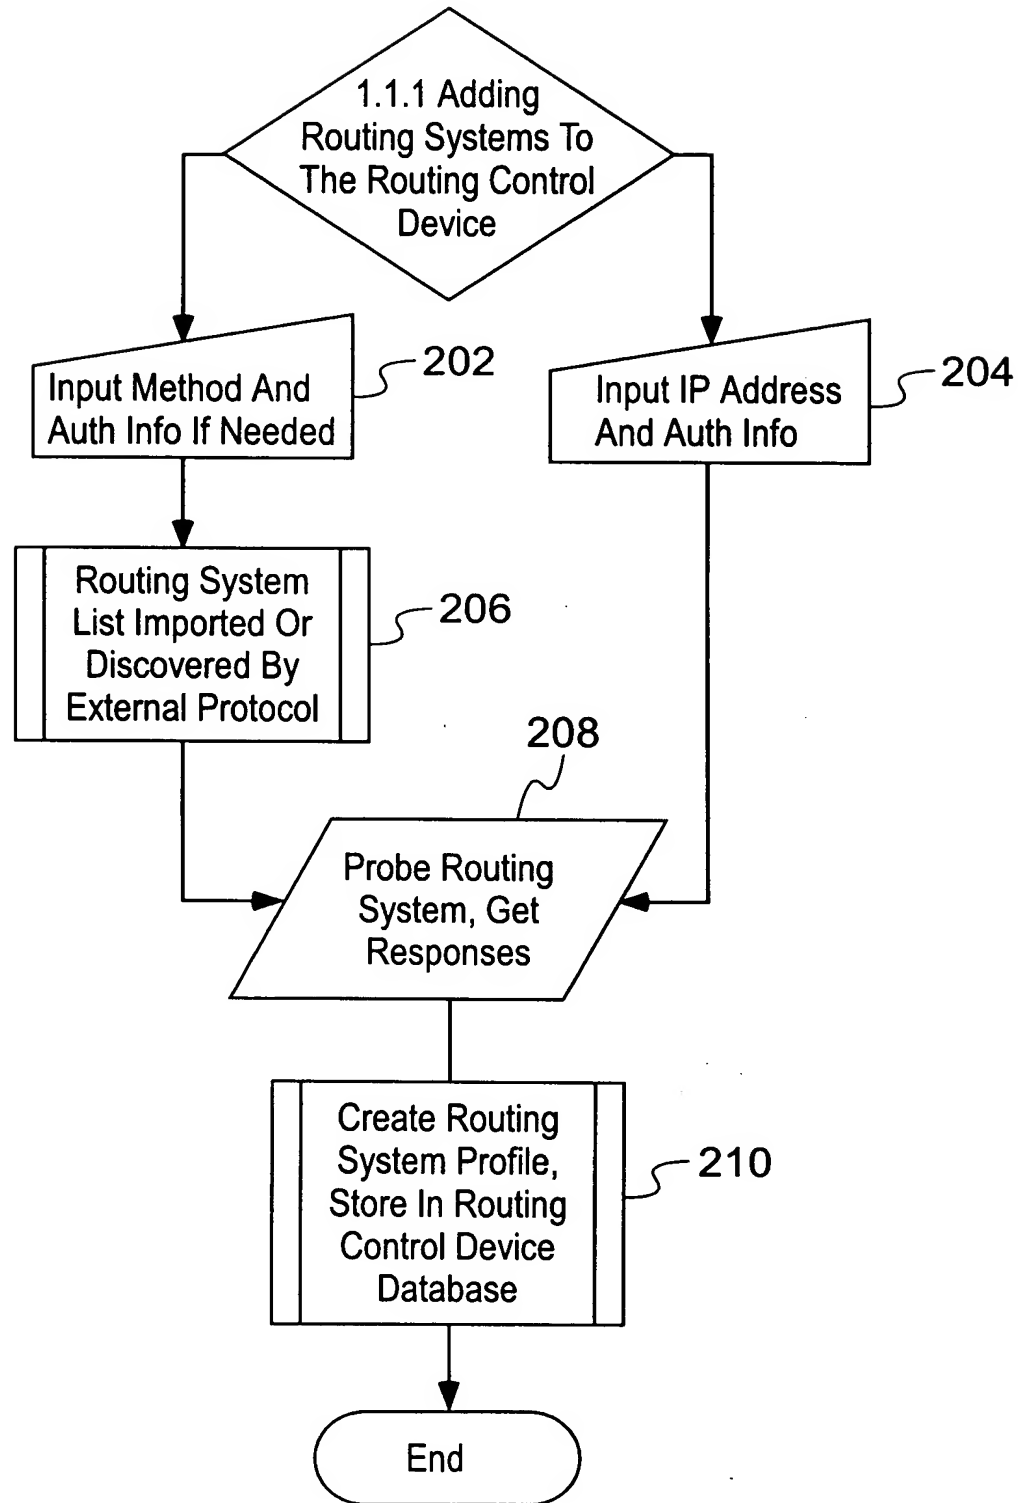 1.1.1 Adding
Routing Systems To
The Routing Control
Device
Input Method And
Auth Info If Needed
202
Input IP Address
And Auth Info
204
Routing System
List Imported Or
Discovered By
External Protocol
206
208
Probe Routing
System, Get
Responses
Create Routing
System Profile,
Store In Routing
Control Device
Database
210
End